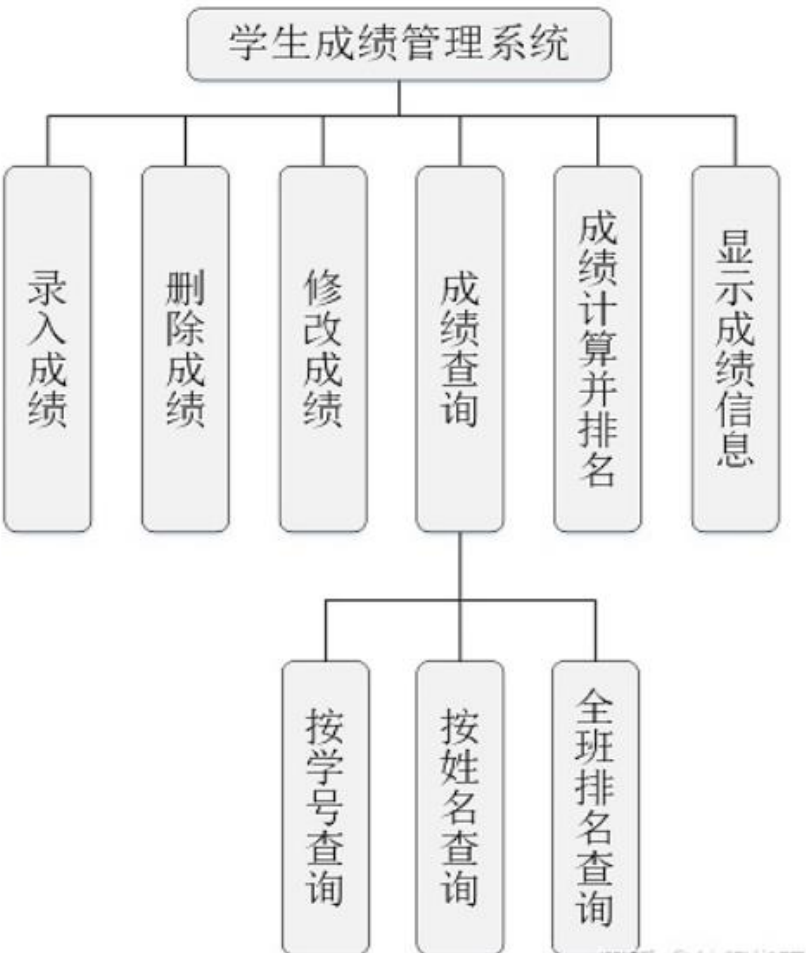 学生成绩管理系统
录入成绩
删除成绩
修改成绩
成绩查询
成绩计算并排名
显示成绩信息
按学号查询
按姓名查询
全班排名查询